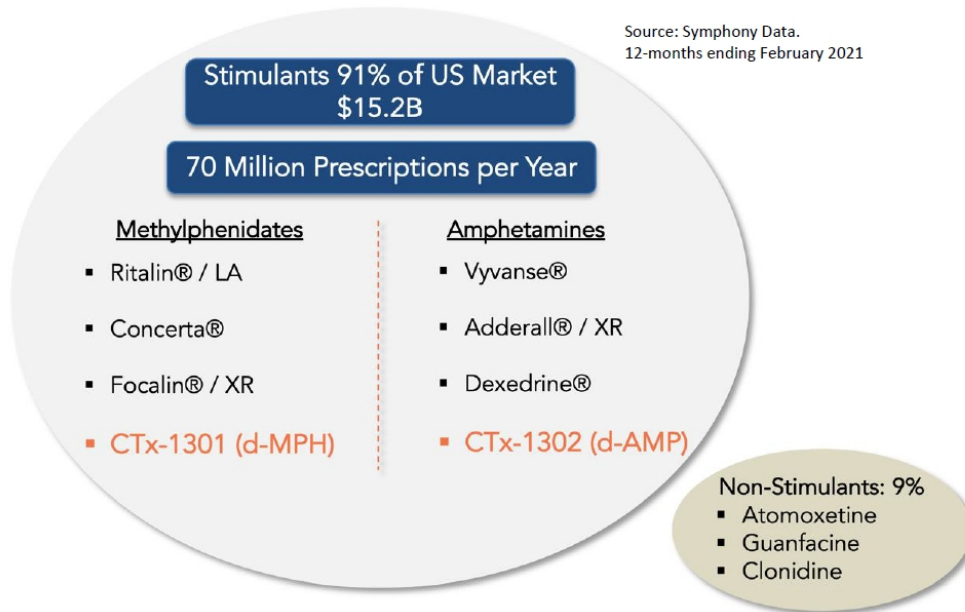 Source: Symphony Data.
12-months ending February 2021
Stimulants 91% of US Market
$15.2B
70 Million Prescriptions per Year
Methylphenidates
▪ Ritalin® / LA
▪ Concerta®
▪ Focalin® / XR
▪ CTx-1301 (d-MPH)
Amphetamines
▪ Vyvanse®
▪ Adderall® / XR
▪ Dexedrine®
▪ CTx-1302 (d-AMP)
Non-Stimulants: 9%
▪ Atomoxetine
▪ Guanfacine
▪ Clonidine